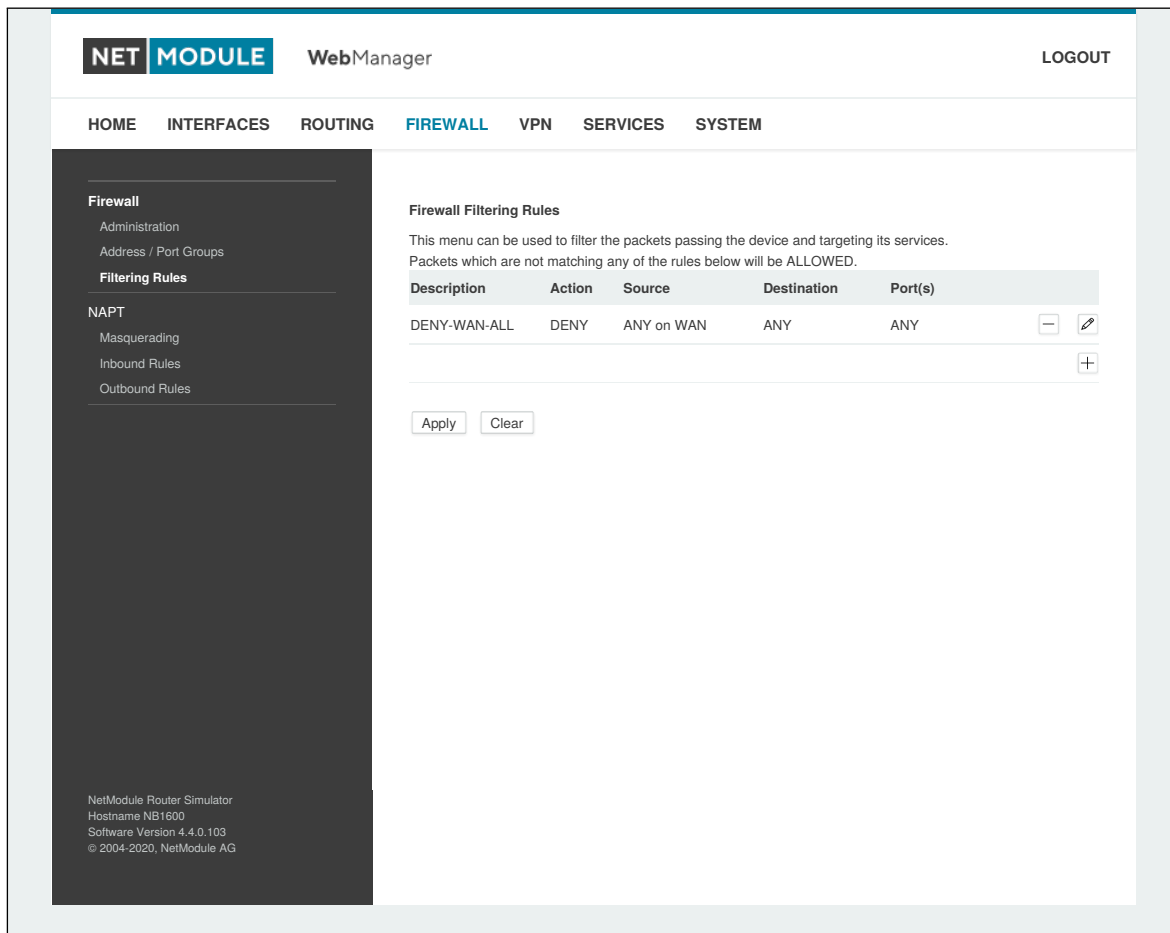 NET MODULE WebManager LOGOUT
HOME INTERFACES ROUTING FIREWALL VPN SERVICES SYSTEM
Firewall
Administration
Address / Port Groups
Filtering Rules
NAPT
Masquerading
Inbound Rules
Outbound Rules
Firewall Filtering Rules
This menu can be used to filter the packets passing the device and targeting its services.
Packets which are not matching any of the rules below will be ALLOWED.
Description Action Source Destination Port(s)
DENY-WAN-ALL DENY ANY on WAN ANY ANY
Apply Clear
NetModule Router Simulator
Hostname NB1600
Software Version 4.4.0.103
© 2004-2020, NetModule AG